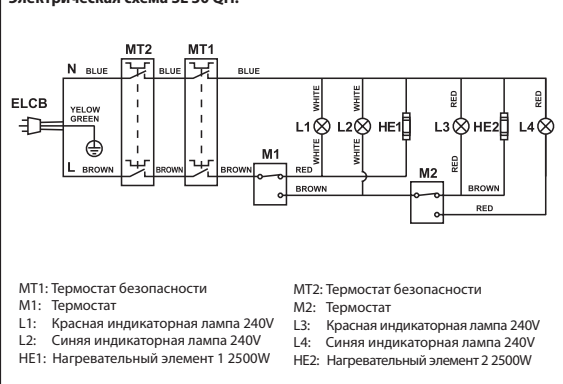 Электрическая схема SL 50 QH:
MT2 MT1
N BLUE BLUE BLUE
ELCB
YELOW
GREEN
WHITE WHITE RED RED
L1 L2 HE1 L3 HE2 L4
WHITE WHITE RED
L BROWN BROWN BROWN
M1
RED
BROWN
M2
BROWN
RED
MT1: Термостат безопасности
M1: Термостат
L1: Красная индикаторная лампа 240V
L2: Синяя индикаторная лампа 240V
HE1: Нагревательный элемент 1 2500W
MT2: Термостат безопасности
M2: Термостат
L3: Красная индикаторная лампа 240V
L4: Синяя индикаторная лампа 240V
HE2: Нагревательный элемент 2 2500W